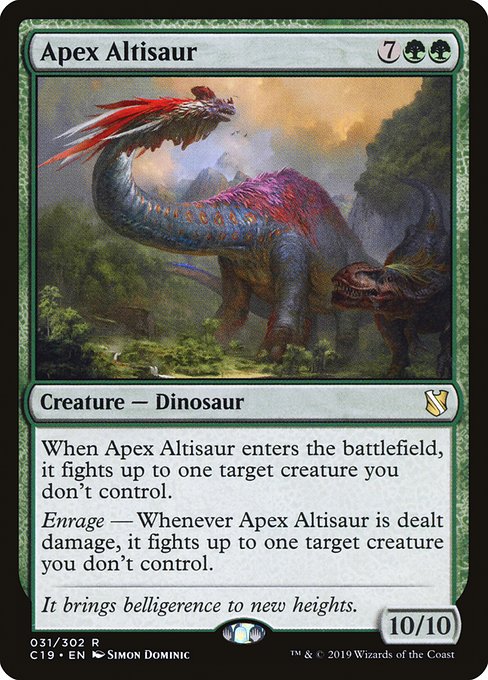 Apex Altisaur 7
Creature — Dinosaur
When Apex Altisaur enters the battlefield,
it fights up to one target creature you
don't control.
Enrage — Whenever Apex Altisaur is dealt
damage, it fights up to one target creature
you don't control.
It brings belligerence to new heights.
10/10
031/302 R
C19 • EN Simon Dominic ™ & © 2019 Wizards of the Coast